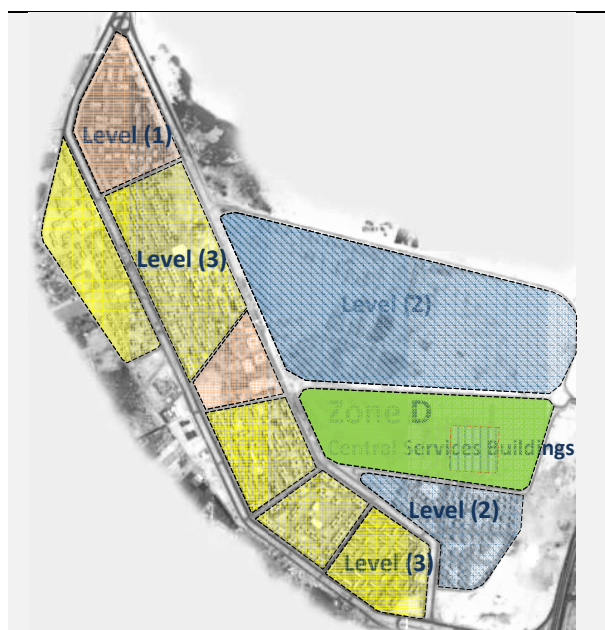 Level (1)
Level (3)
Level (2)
Zone D
Central Services Buildings
Level (2)
Level (3)